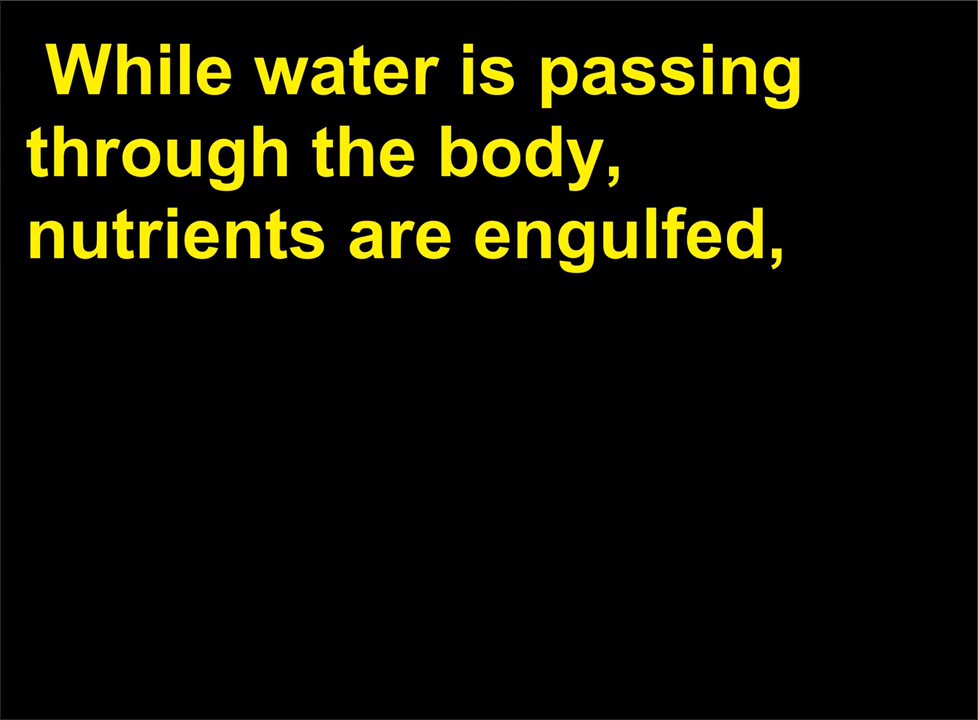 While water is passing
through the body,
nutrients are engulfed,